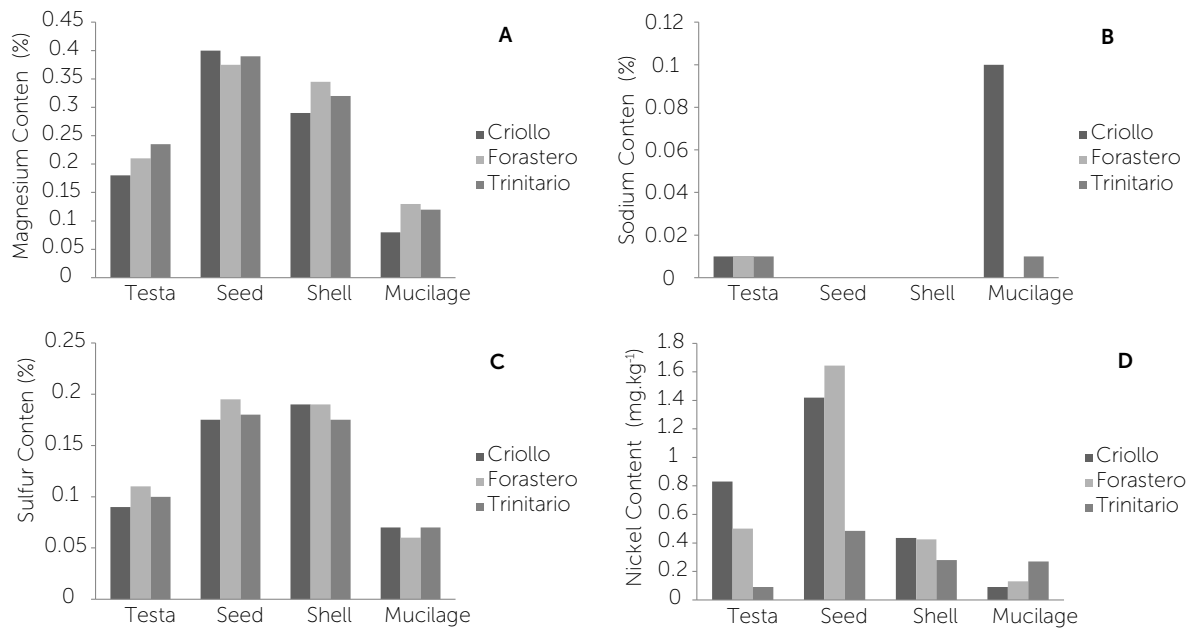 A
Magnesium Conten (%)
0.45
0.4
0.35
0.3
0.25
0.2
0.15
0.1
0.05
0
Testa Seed Shell Mucilage
Criollo
Forastero
Trinitario
B
Sodium Conten (%)
0.12
0.1
0.08
0.06
0.04
0.02
0
Testa Seed Shell Mucilage
Criollo
Forastero
Trinitario
C
Sulfur Conten (%)
0.25
0.2
0.15
0.1
0.05
0
Testa Seed Shell Mucilage
Criollo
Forastero
Trinitario
D
Nickel Content (mg.kg⁻¹)
1.8
1.6
1.4
1.2
1
0.8
0.6
0.4
0.2
0
Testa Seed Shell Mucilage
Criollo
Forastero
Trinitario